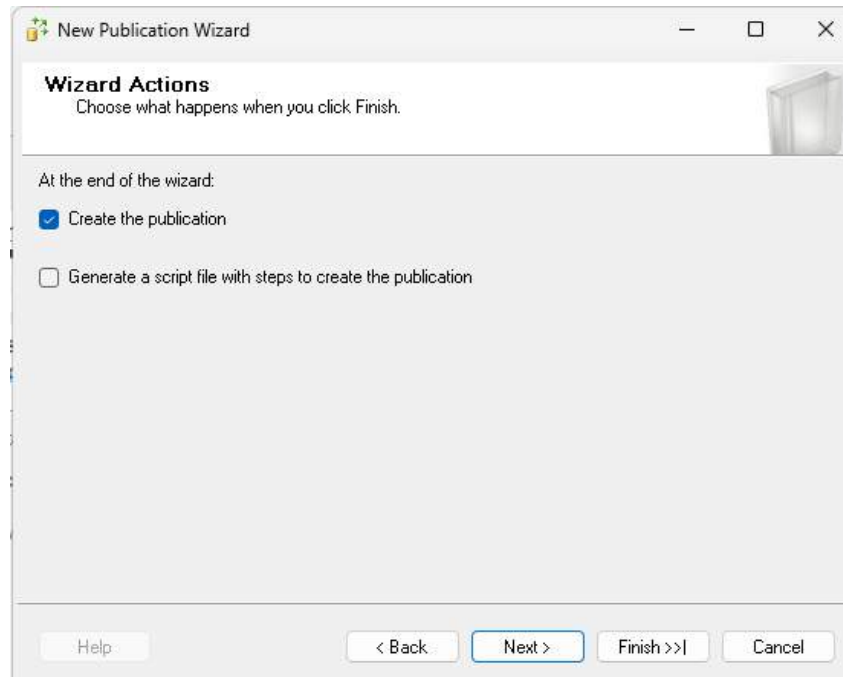 New Publication Wizard
Wizard Actions
Choose what happens when you click Finish.
At the end of the wizard:
Create the publication
Generate a script file with steps to create the publication
Help
< Back
Next >
Finish >>|
Cancel